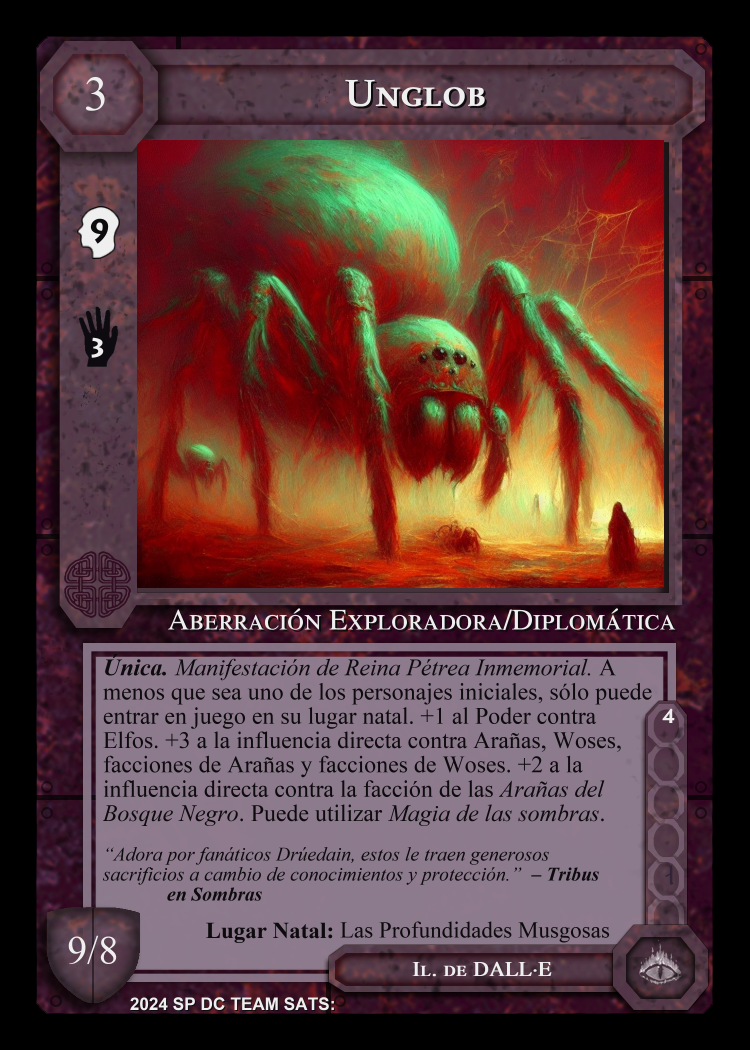 3
UNGLOB
9
3
ABERRACIÓN EXPLORADORA/DIPLOMÁTICA
Única. Manifestación de Reina Pétrea Inmemorial. A
menos que sea uno de los personajes iniciales, sólo puede
entrar en juego en su lugar natal. +1 al Poder contra
Elfos. +3 a la influencia directa contra Arañas, Woses,
facciones de Arañas y facciones de Woses. +2 a la
influencia directa contra la facción de las Arañas del
Bosque Negro. Puede utilizar Magia de las sombras.
4
“Adora por fanáticos Drúedain, estos le traen generosos
sacrificios a cambio de conocimientos y protección.” – Tribus
en Sombras
Lugar Natal: Las Profundidades Musgosas
9/8
IL. DE DALL·E
2024 SP DC TEAM SATS: